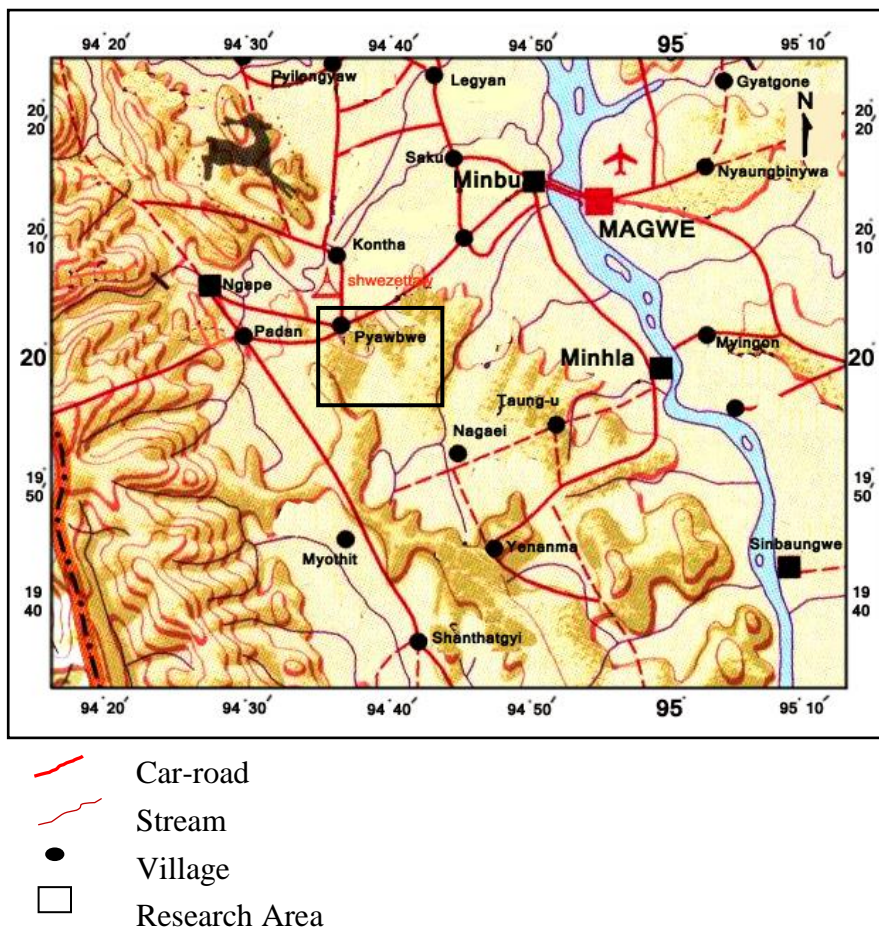 94° 20′ 94° 30′ 94° 40′ 94° 50′ 95° 95° 10′
Pyilongyaw
Legyan
Gyatgone
20 20
20 20
N
Saku
Minbu
Nyaungbinywa
MAGWE
20 10
20 10
Kontha
Ngape
shwezettaw
Padan
Pyawbwe
Myingon
20°
20°
Minhla
Taung-u
Nagaei
19 50
19 50
Myothit
Yenanma
Sinbaungwe
19 40
19 40
Shanthatgyi
94° 20′ 94° 30′ 94° 40′ 94° 50′ 95° 95° 10′
Car-road
Stream
Village
Research Area